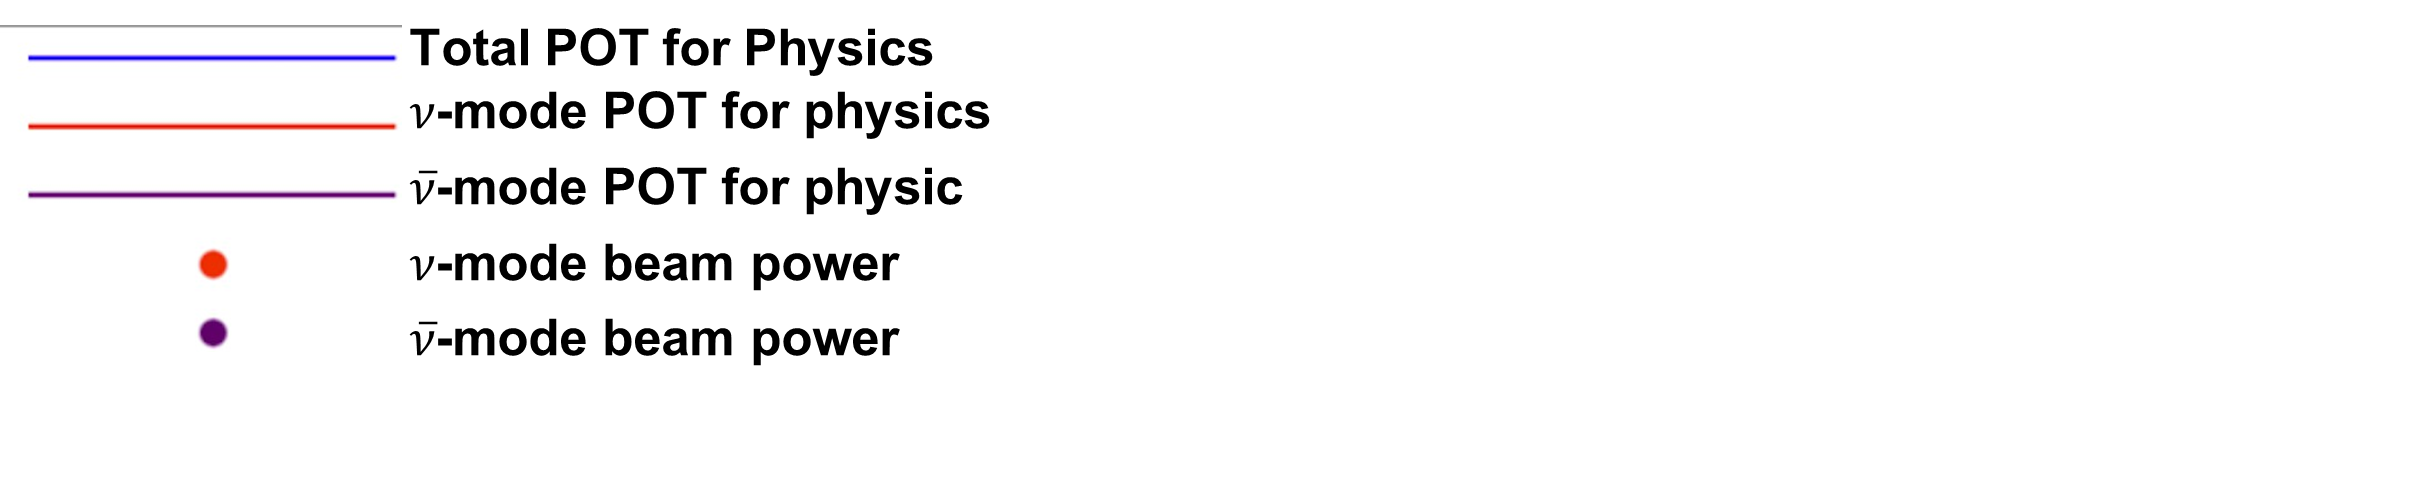 Total POT for Physics
ν-mode POT for physics
ν̄-mode POT for physic
ν-mode beam power
ν̄-mode beam power